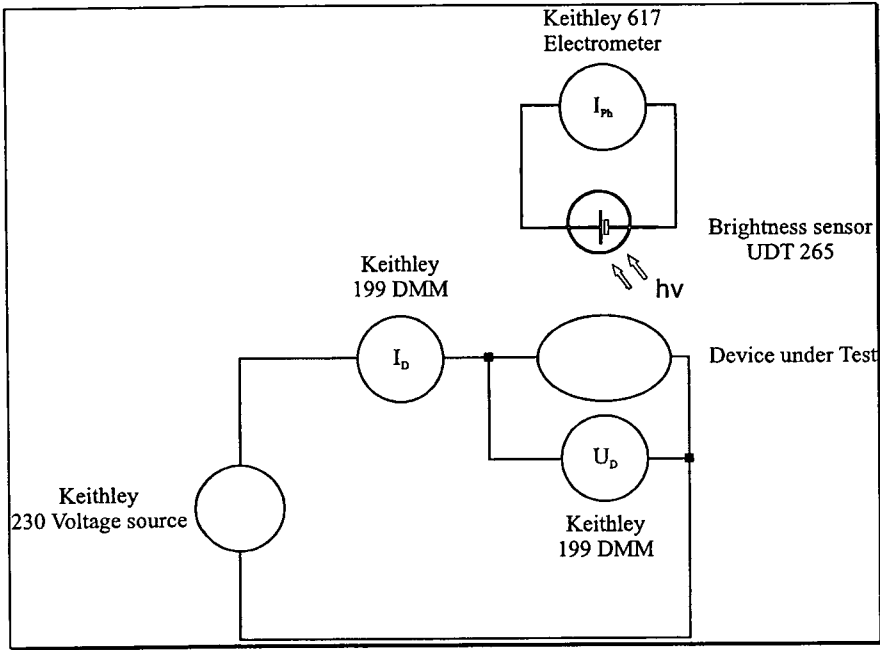 Keithley 617
Electrometer
I_Ph
Brightness sensor
UDT 265
hν
Keithley
199 DMM
I_D
Device under Test
U_D
Keithley
230 Voltage source
Keithley
199 DMM